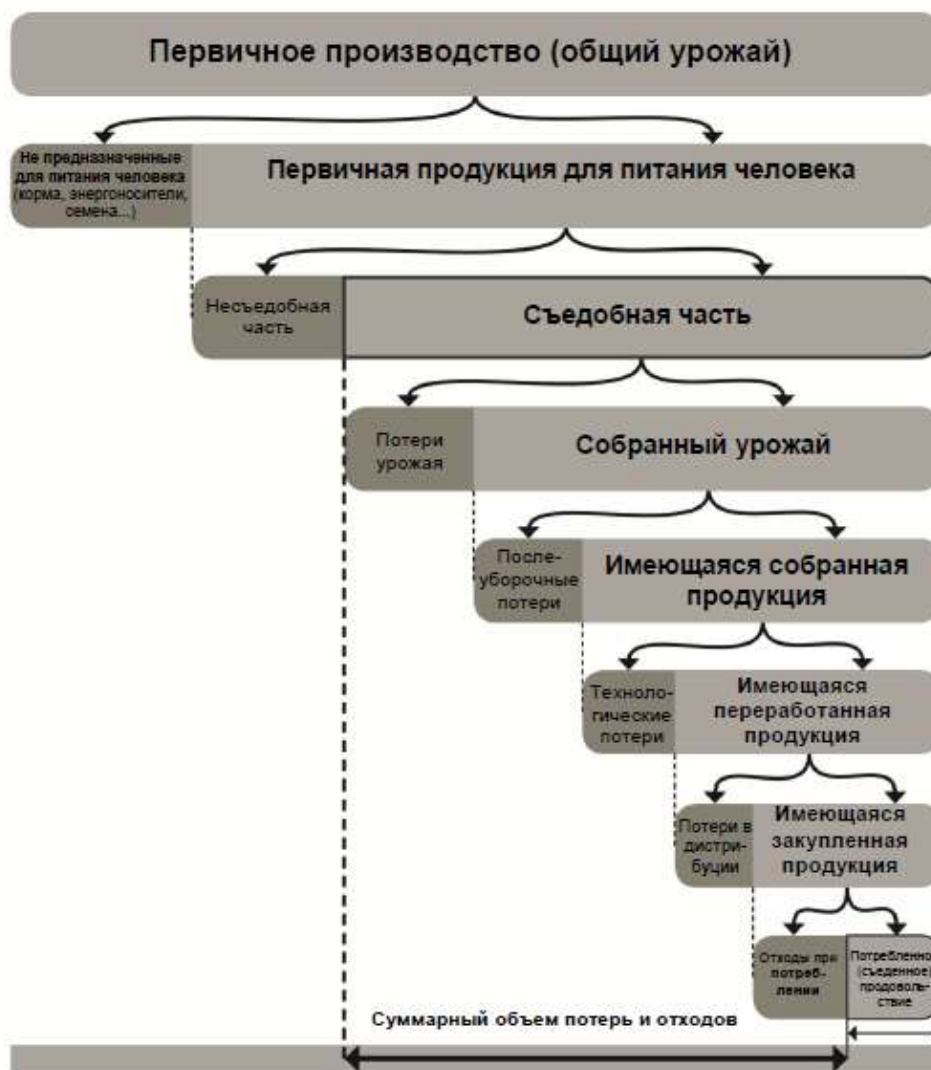 Первичное производство (общий урожай)
Не предназначенные
для питания человека
(корма, энергоносители,
семена...)
Первичная продукция для питания человека
Несъедобная
часть
Съедобная часть
Потери
урожая
Собранный урожай
После-
уборочные
потери
Имеющаяся собранная
продукция
Техноло-
гические
потери
Имеющаяся
переработанная
продукция
Потери в
дистри-
буции
Имеющаяся
закупленная
продукция
Отходы при
потреб-
лении
Потребленно
(съеденное)
продоволь-
ствие
Суммарный объем потерь и отходов